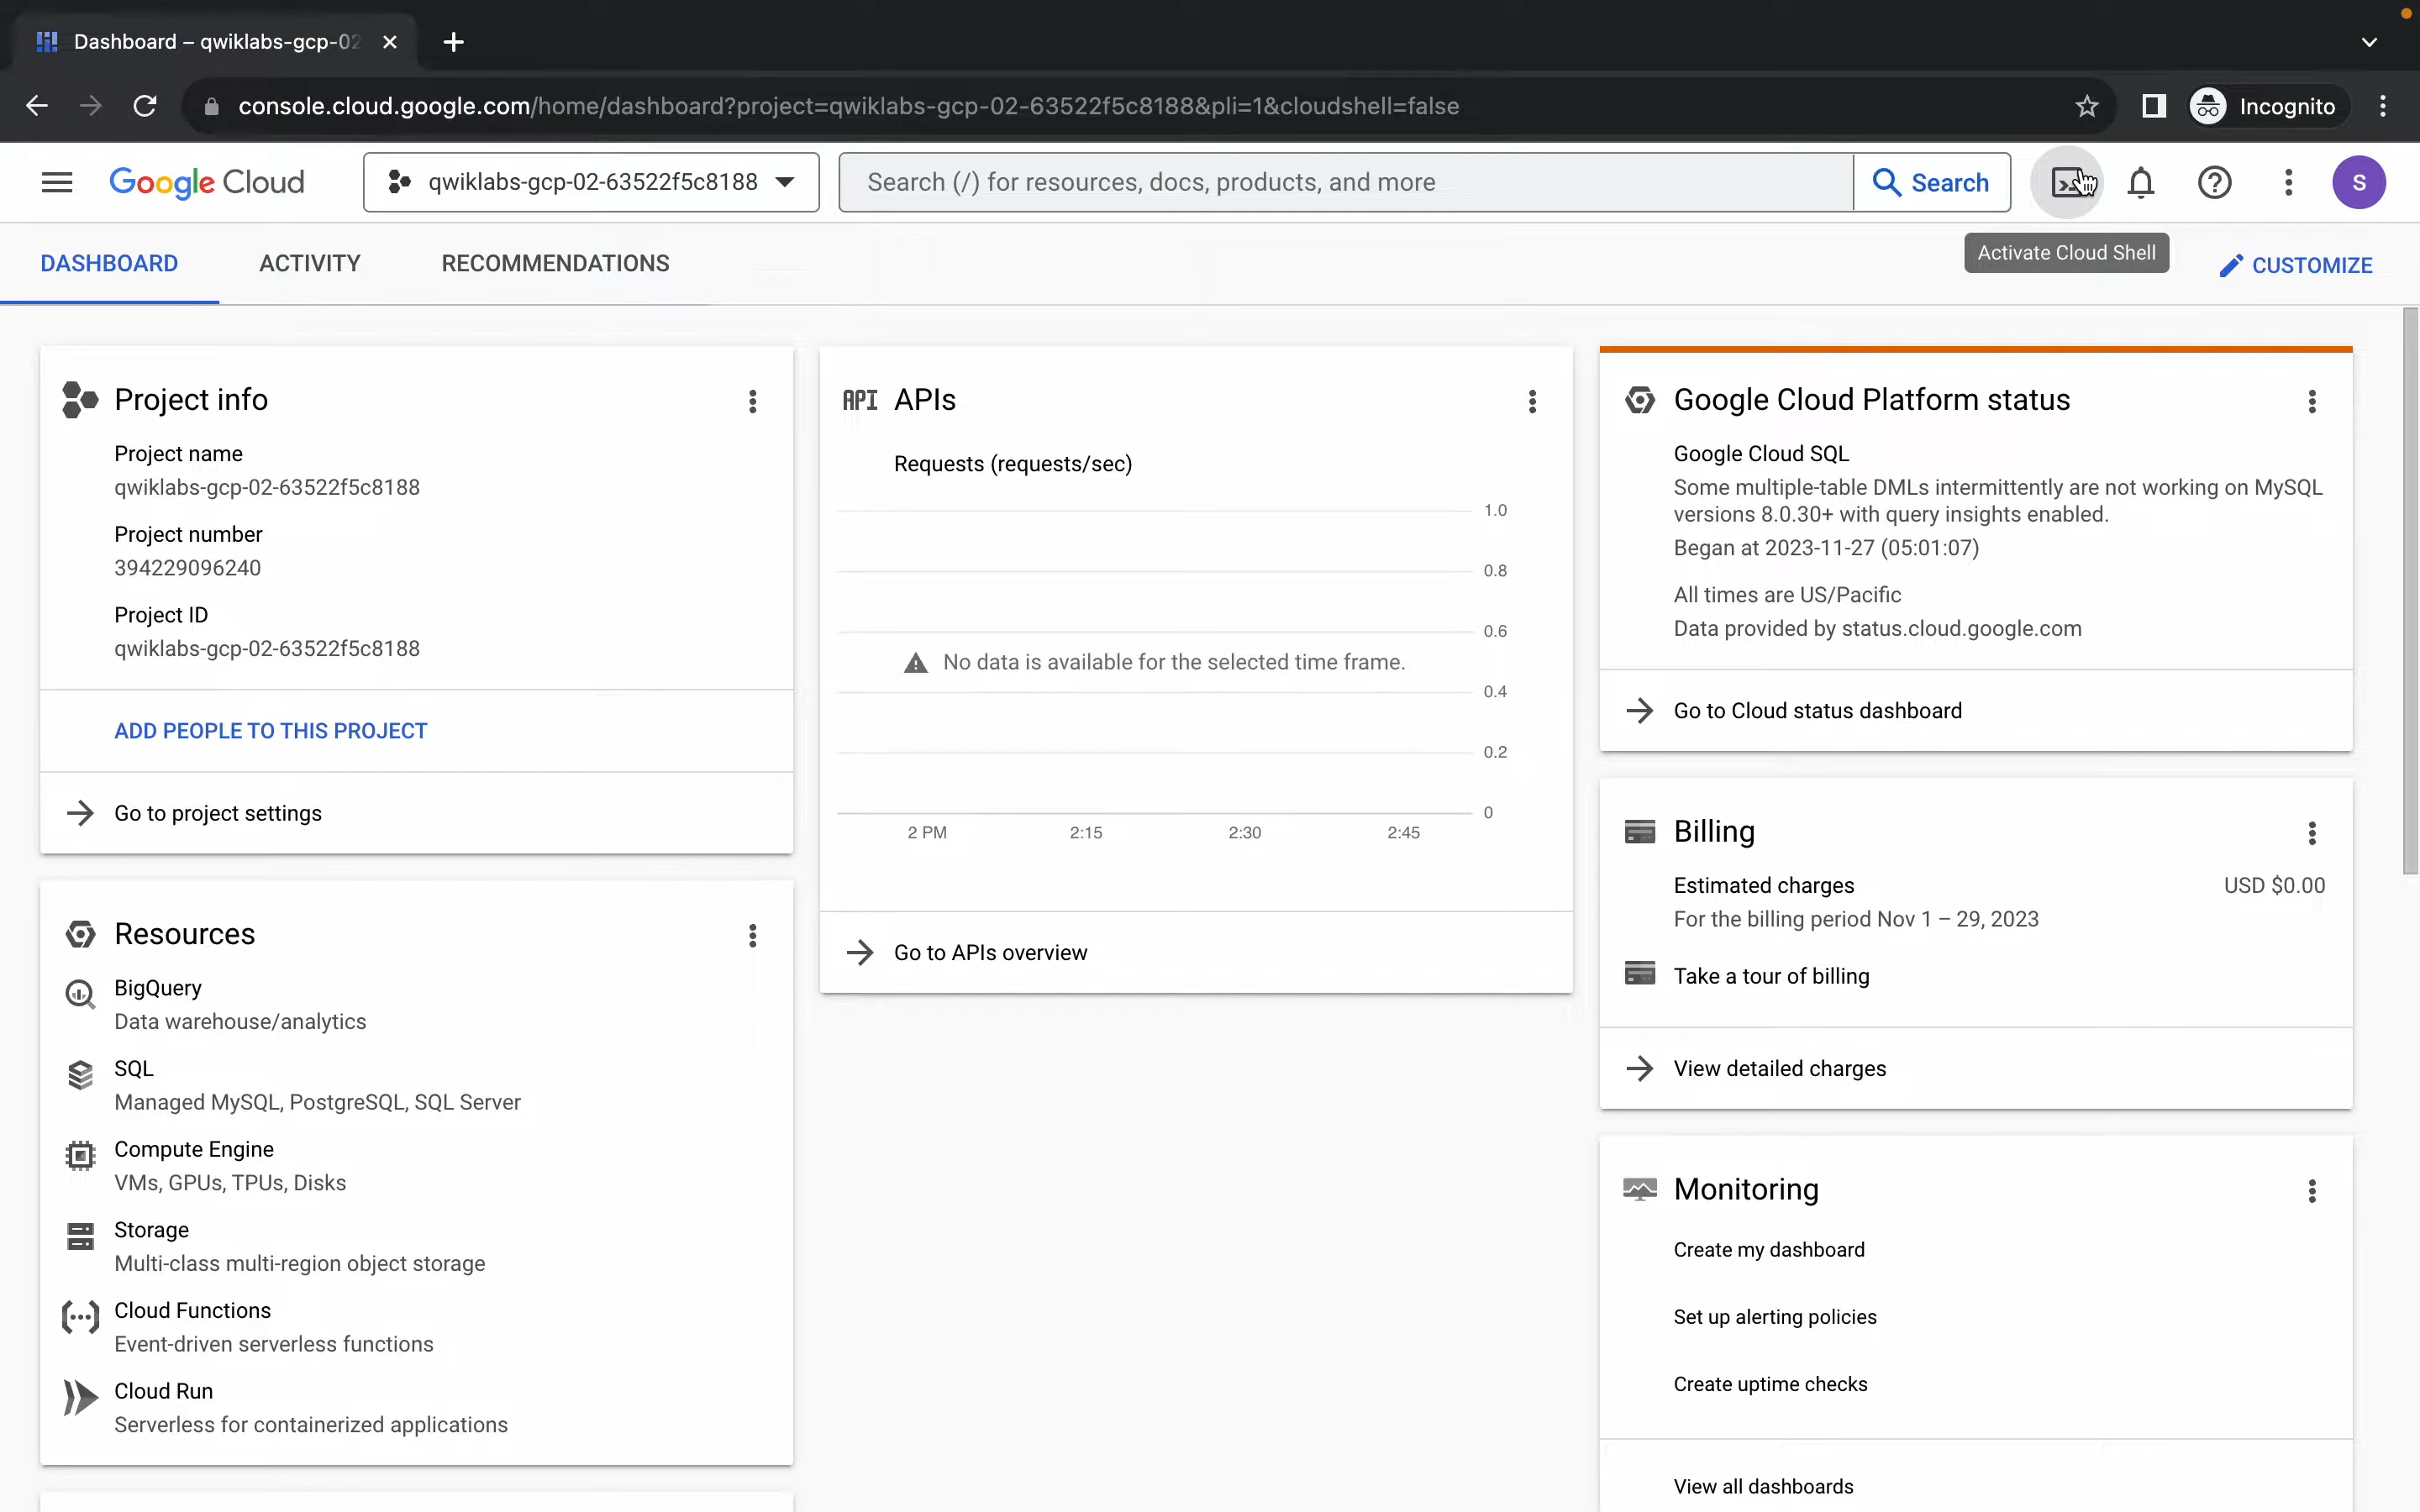 Dashboard – qwiklabs-gcp-02
console.cloud.google.com/home/dashboard?project=qwiklabs-gcp-02-63522f5c8188&pli=1&cloudshell=false
Incognito
Google Cloud
qwiklabs-gcp-02-63522f5c8188
Search (/) for resources, docs, products, and more
Search
S
DASHBOARD
ACTIVITY
RECOMMENDATIONS
Activate Cloud Shell
CUSTOMIZE
Project info
Project name
qwiklabs-gcp-02-63522f5c8188
Project number
394229096240
Project ID
qwiklabs-gcp-02-63522f5c8188
ADD PEOPLE TO THIS PROJECT
Go to project settings
Resources
BigQuery
Data warehouse/analytics
SQL
Managed MySQL, PostgreSQL, SQL Server
Compute Engine
VMs, GPUs, TPUs, Disks
Storage
Multi-class multi-region object storage
Cloud Functions
Event-driven serverless functions
Cloud Run
Serverless for containerized applications
API
APIs
Requests (requests/sec)
1.0
0.8
0.6
No data is available for the selected time frame.
0.4
0.2
0
2 PM
2:15
2:30
2:45
Go to APIs overview
Google Cloud Platform status
Google Cloud SQL
Some multiple-table DMLs intermittently are not working on MySQL
versions 8.0.30+ with query insights enabled.
Began at 2023-11-27 (05:01:07)
All times are US/Pacific
Data provided by status.cloud.google.com
Go to Cloud status dashboard
Billing
Estimated charges
USD $0.00
For the billing period Nov 1 – 29, 2023
Take a tour of billing
View detailed charges
Monitoring
Create my dashboard
Set up alerting policies
Create uptime checks
View all dashboards